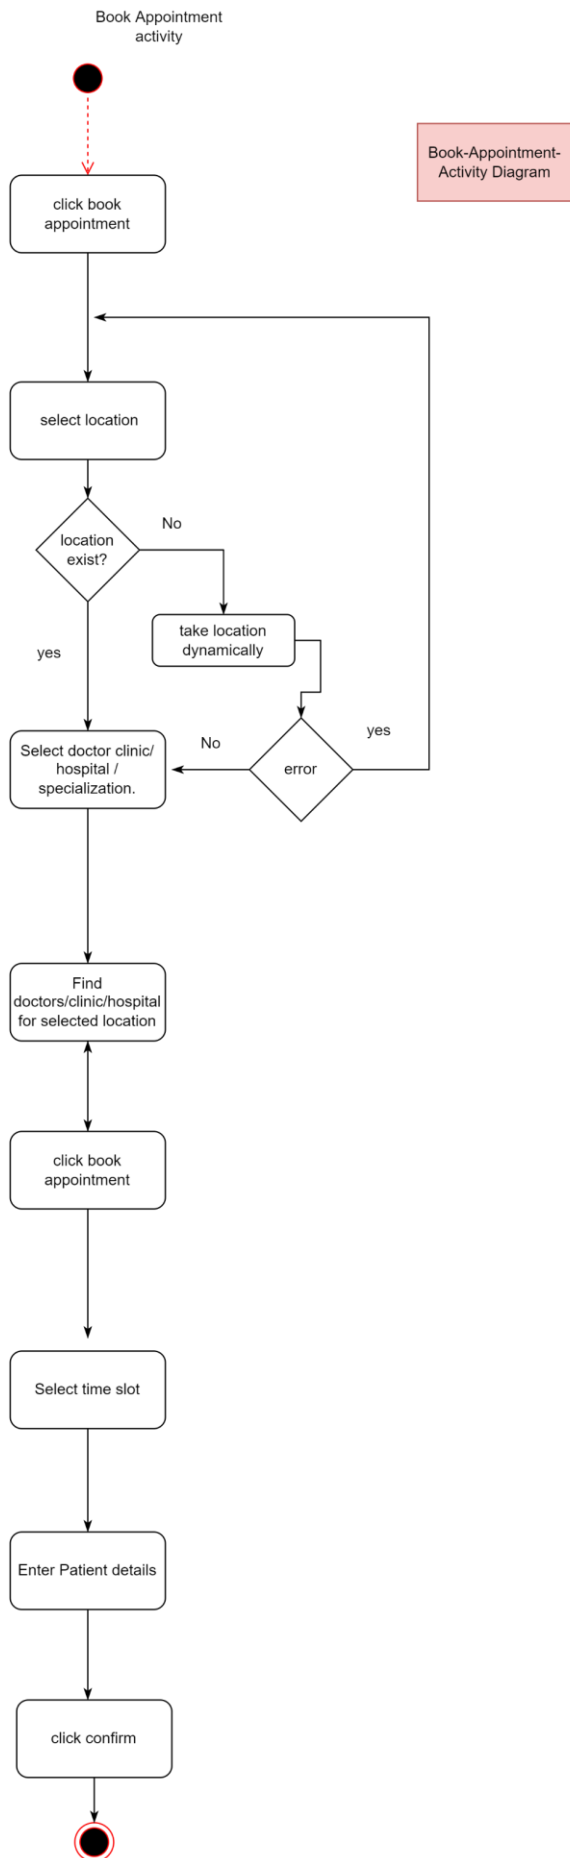 Book Appointment
activity
Book-Appointment-
Activity Diagram
click book
appointment
select location
location
exist?
No
take location
dynamically
yes
Select doctor clinic/
hospital /
specialization.
No
error
yes
Find
doctors/clinic/hospital
for selected location
click book
appointment
Select time slot
Enter Patient details
click confirm